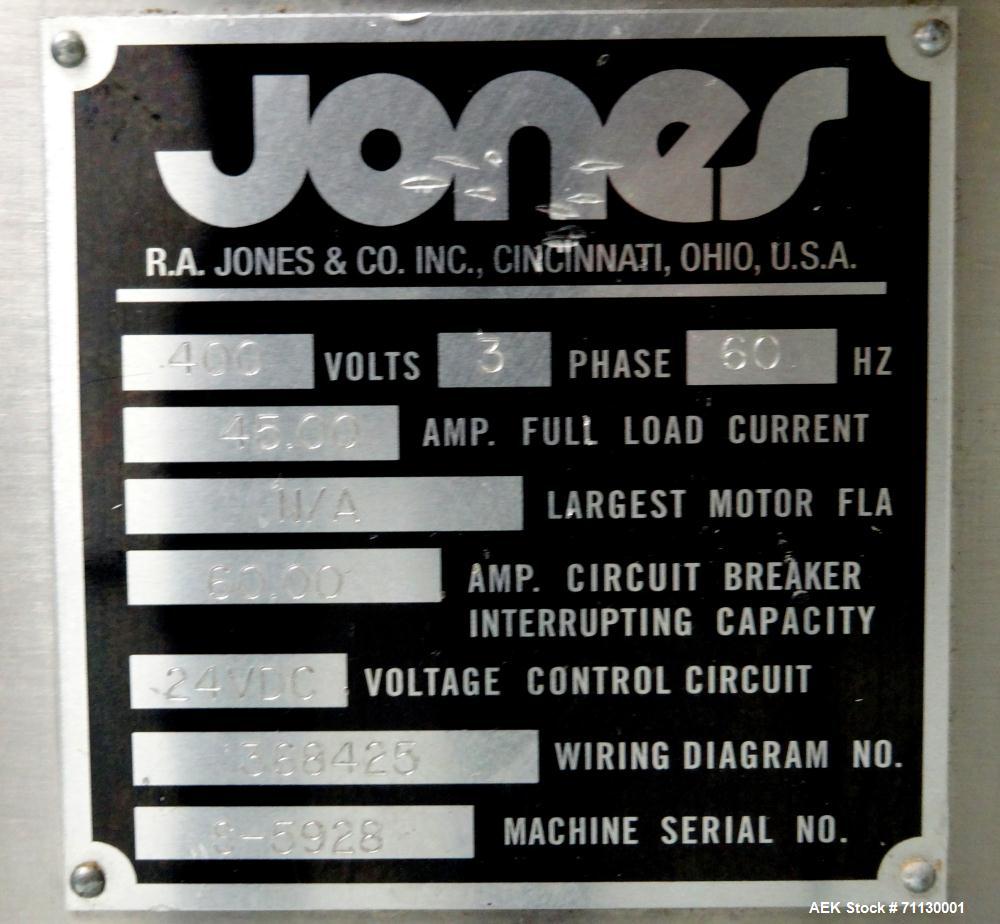 Jones
R.A. JONES & CO. INC., CINCINNATI, OHIO, U.S.A.
400 VOLTS 3 PHASE 60 HZ
45.00 AMP. FULL LOAD CURRENT
N/A LARGEST MOTOR FLA
60.00 AMP. CIRCUIT BREAKER
INTERRUPTING CAPACITY
24VDC VOLTAGE CONTROL CIRCUIT
368425 WIRING DIAGRAM NO.
S-5928 MACHINE SERIAL NO.
AEK Stock # 71130001